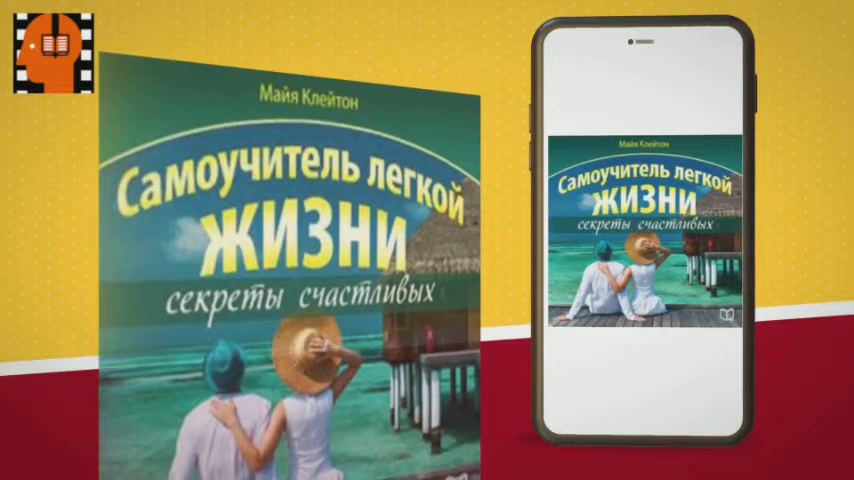 Майя Клейтон
Самоучитель легкой
жизни
секреты счастливых
Майя Клейтон
Самоучитель легкой
жизни
секреты счастливых